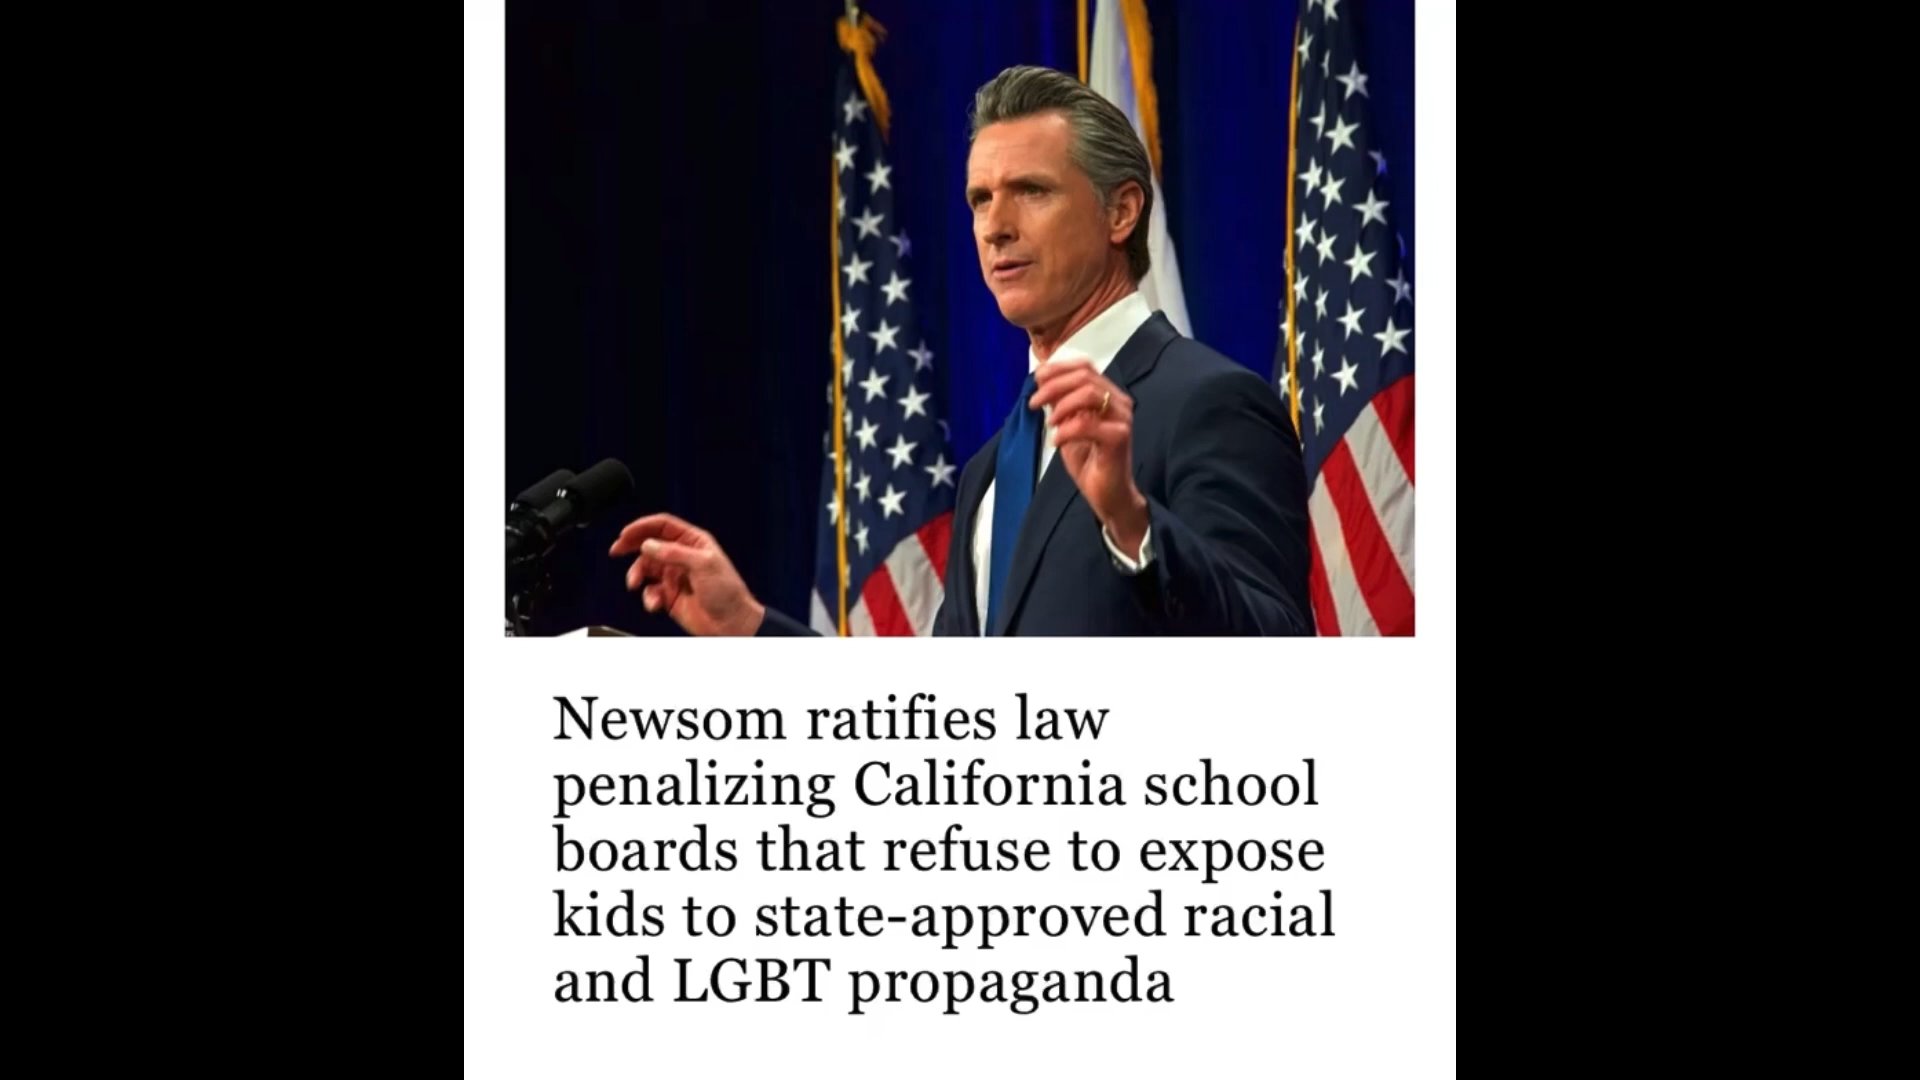 Newsom ratifies law
penalizing California school
boards that refuse to expose
kids to state-approved racial
and LGBT propaganda